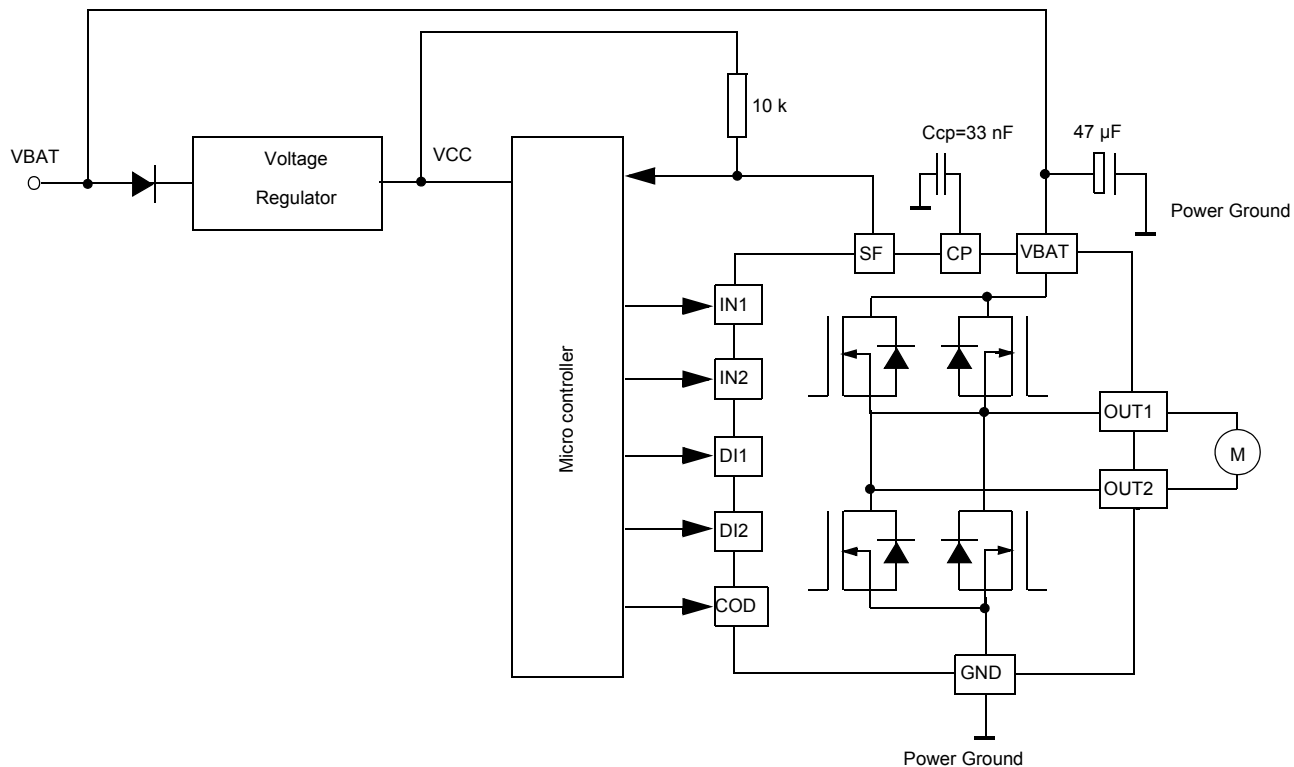 10 k
Ccp=33 nF
47 µF
VBAT
Voltage
Regulator
VCC
Power Ground
SF
CP
VBAT
IN1
IN2
DI1
DI2
COD
Micro controller
OUT1
M
OUT2
GND
Power Ground